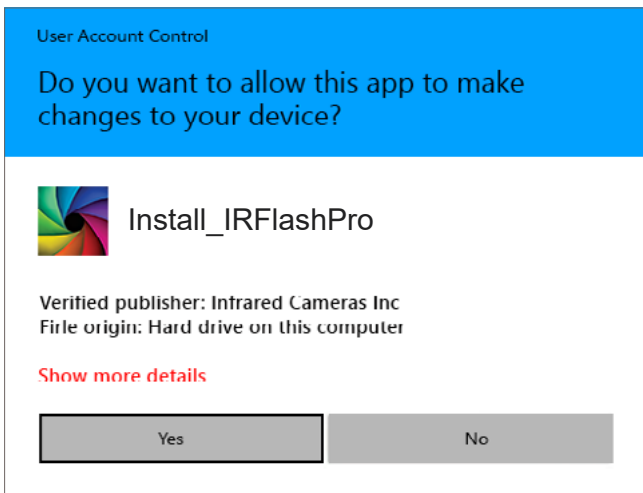 User Account Control
Do you want to allow this app to make
changes to your device?
Install_IRFlashPro
Verified publisher: Infrared Cameras Inc
Firle origin: Hard drive on this computer
Show more details
Yes
No